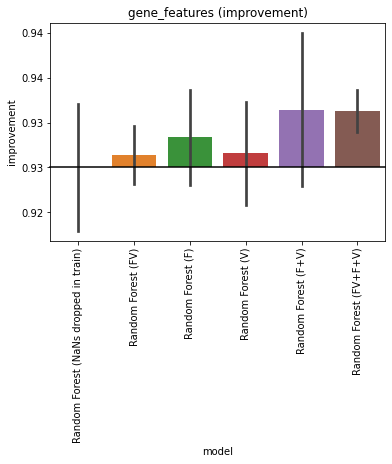 gene_features (improvement)
0.94
0.94
0.93
0.93
0.92
improvement
Random Forest (NaNs dropped in train)
Random Forest (FV)
Random Forest (F)
Random Forest (V)
Random Forest (F+V)
Random Forest (FV+F+V)
model